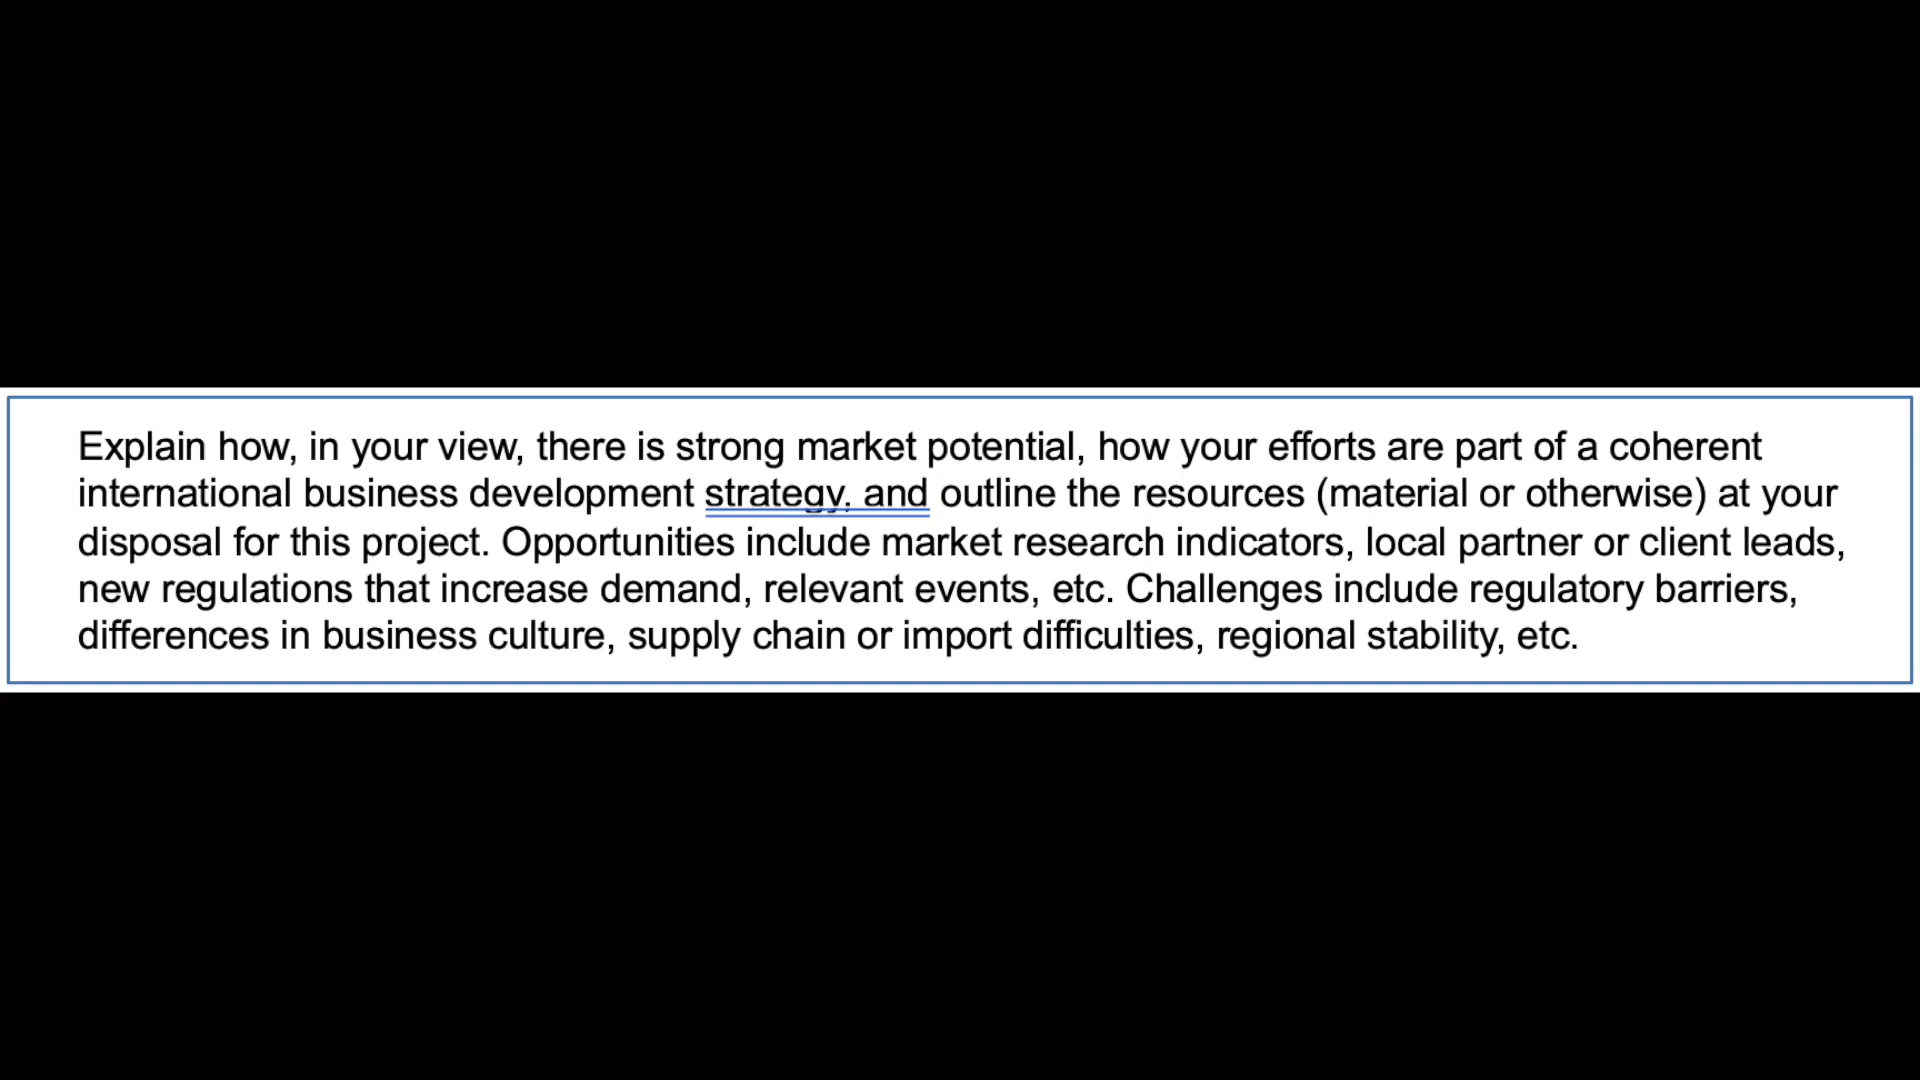 Explain how, in your view, there is strong market potential, how your efforts are part of a coherent
international business development strategy, and outline the resources (material or otherwise) at your
disposal for this project. Opportunities include market research indicators, local partner or client leads,
new regulations that increase demand, relevant events, etc. Challenges include regulatory barriers,
differences in business culture, supply chain or import difficulties, regional stability, etc.